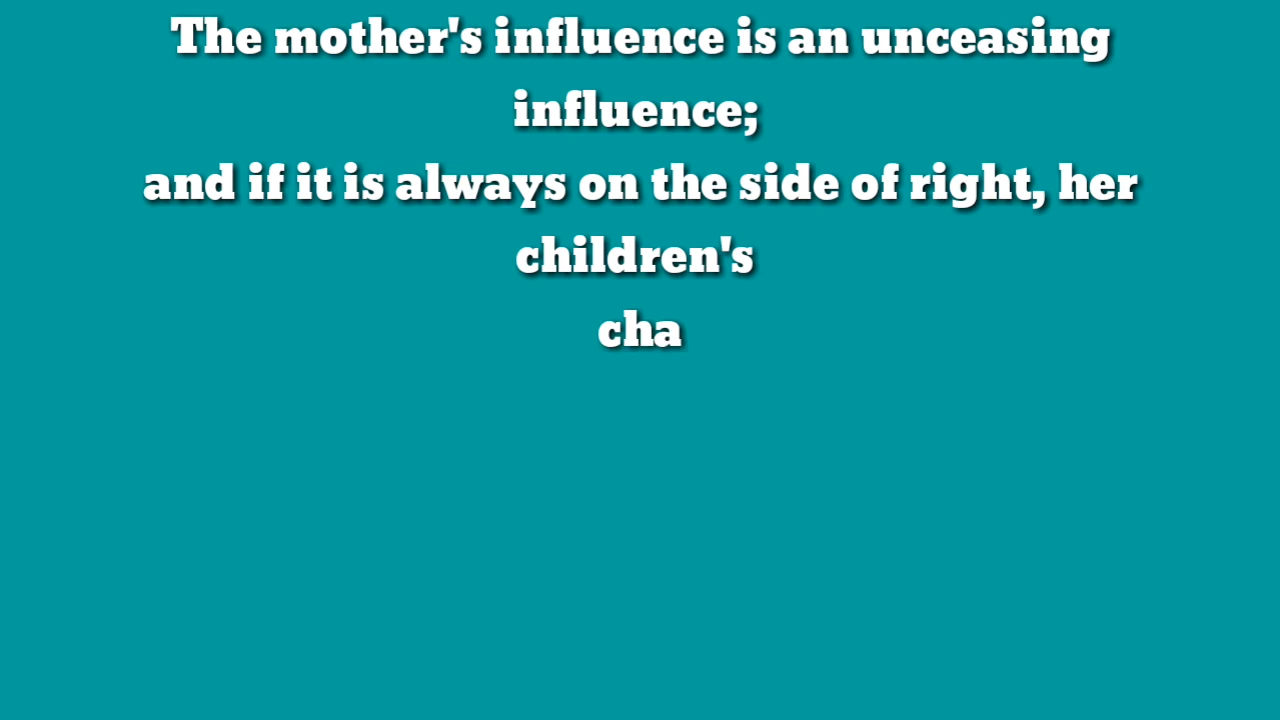 The mother's influence is an unceasing
influence;
and if it is always on the side of right, her
children's
cha